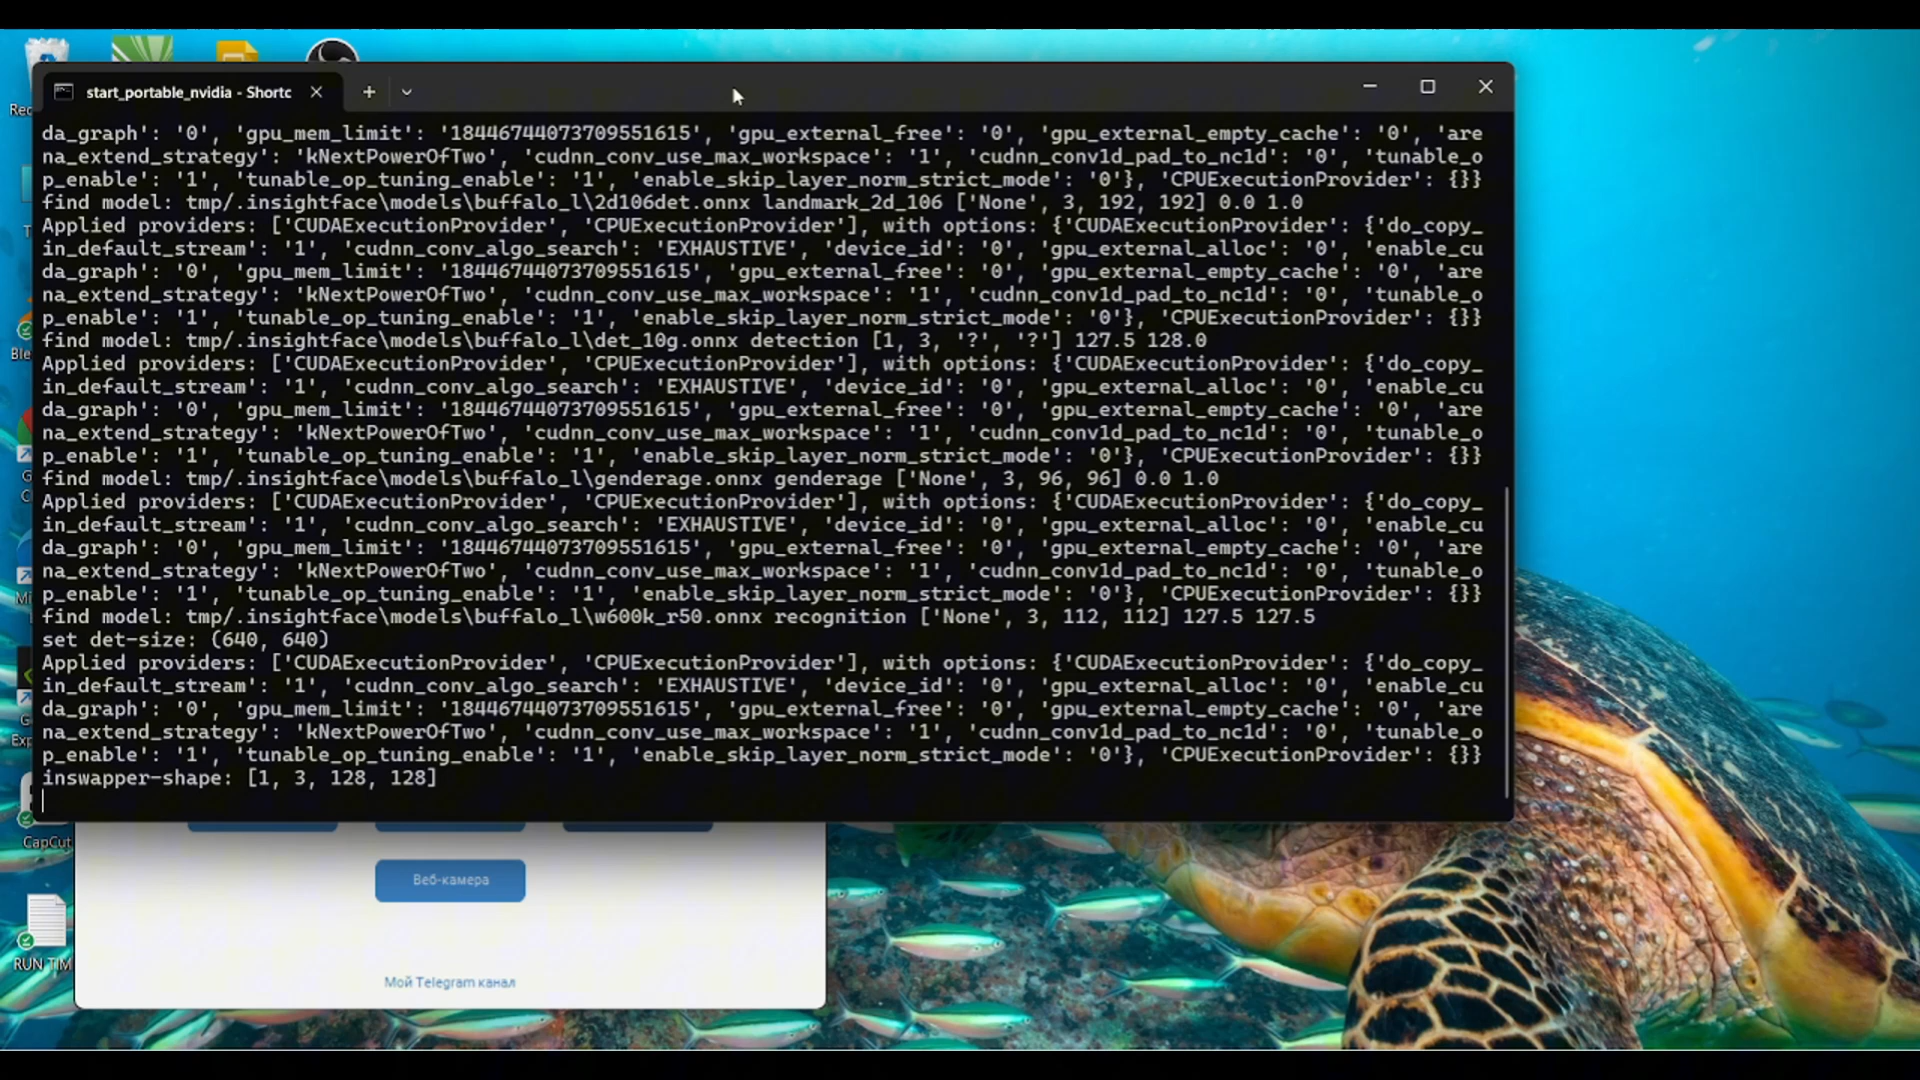 start_portable_nvidia - Shortc
da_graph': '0', 'gpu_mem_limit': '18446744073709551615', 'gpu_external_free': '0', 'gpu_external_empty_cache': '0', 'are
na_extend_strategy': 'kNextPowerOfTwo', 'cudnn_conv_use_max_workspace': '1', 'cudnn_conv1d_pad_to_nc1d': '0', 'tunable_o
p_enable': '1', 'tunable_op_tuning_enable': '1', 'enable_skip_layer_norm_strict_mode': '0'}, 'CPUExecutionProvider': {}}
find model: tmp/.insightface\models\buffalo_l\2d106det.onnx landmark_2d_106 ['None', 3, 192, 192] 0.0 1.0
Applied providers: ['CUDAExecutionProvider', 'CPUExecutionProvider'], with options: {'CUDAExecutionProvider': {'do_copy_
in_default_stream': '1', 'cudnn_conv_algo_search': 'EXHAUSTIVE', 'device_id': '0', 'gpu_external_alloc': '0', 'enable_cu
da_graph': '0', 'gpu_mem_limit': '18446744073709551615', 'gpu_external_free': '0', 'gpu_external_empty_cache': '0', 'are
na_extend_strategy': 'kNextPowerOfTwo', 'cudnn_conv_use_max_workspace': '1', 'cudnn_conv1d_pad_to_nc1d': '0', 'tunable_o
p_enable': '1', 'tunable_op_tuning_enable': '1', 'enable_skip_layer_norm_strict_mode': '0'}, 'CPUExecutionProvider': {}}
find model: tmp/.insightface\models\buffalo_l\det_10g.onnx detection [1, 3, '?', '?'] 127.5 128.0
Applied providers: ['CUDAExecutionProvider', 'CPUExecutionProvider'], with options: {'CUDAExecutionProvider': {'do_copy_
in_default_stream': '1', 'cudnn_conv_algo_search': 'EXHAUSTIVE', 'device_id': '0', 'gpu_external_alloc': '0', 'enable_cu
da_graph': '0', 'gpu_mem_limit': '18446744073709551615', 'gpu_external_free': '0', 'gpu_external_empty_cache': '0', 'are
na_extend_strategy': 'kNextPowerOfTwo', 'cudnn_conv_use_max_workspace': '1', 'cudnn_conv1d_pad_to_nc1d': '0', 'tunable_o
p_enable': '1', 'tunable_op_tuning_enable': '1', 'enable_skip_layer_norm_strict_mode': '0'}, 'CPUExecutionProvider': {}}
find model: tmp/.insightface\models\buffalo_l\genderage.onnx genderage ['None', 3, 96, 96] 0.0 1.0
Applied providers: ['CUDAExecutionProvider', 'CPUExecutionProvider'], with options: {'CUDAExecutionProvider': {'do_copy_
in_default_stream': '1', 'cudnn_conv_algo_search': 'EXHAUSTIVE', 'device_id': '0', 'gpu_external_alloc': '0', 'enable_cu
da_graph': '0', 'gpu_mem_limit': '18446744073709551615', 'gpu_external_free': '0', 'gpu_external_empty_cache': '0', 'are
na_extend_strategy': 'kNextPowerOfTwo', 'cudnn_conv_use_max_workspace': '1', 'cudnn_conv1d_pad_to_nc1d': '0', 'tunable_o
p_enable': '1', 'tunable_op_tuning_enable': '1', 'enable_skip_layer_norm_strict_mode': '0'}, 'CPUExecutionProvider': {}}
find model: tmp/.insightface\models\buffalo_l\w600k_r50.onnx recognition ['None', 3, 112, 112] 127.5 127.5
set det-size: (640, 640)
Applied providers: ['CUDAExecutionProvider', 'CPUExecutionProvider'], with options: {'CUDAExecutionProvider': {'do_copy_
in_default_stream': '1', 'cudnn_conv_algo_search': 'EXHAUSTIVE', 'device_id': '0', 'gpu_external_alloc': '0', 'enable_cu
da_graph': '0', 'gpu_mem_limit': '18446744073709551615', 'gpu_external_free': '0', 'gpu_external_empty_cache': '0', 'are
na_extend_strategy': 'kNextPowerOfTwo', 'cudnn_conv_use_max_workspace': '1', 'cudnn_conv1d_pad_to_nc1d': '0', 'tunable_o
p_enable': '1', 'tunable_op_tuning_enable': '1', 'enable_skip_layer_norm_strict_mode': '0'}, 'CPUExecutionProvider': {}}
inswapper-shape: [1, 3, 128, 128]
CapCut
Веб-камера
RUN TIM
Мой Telegram канал